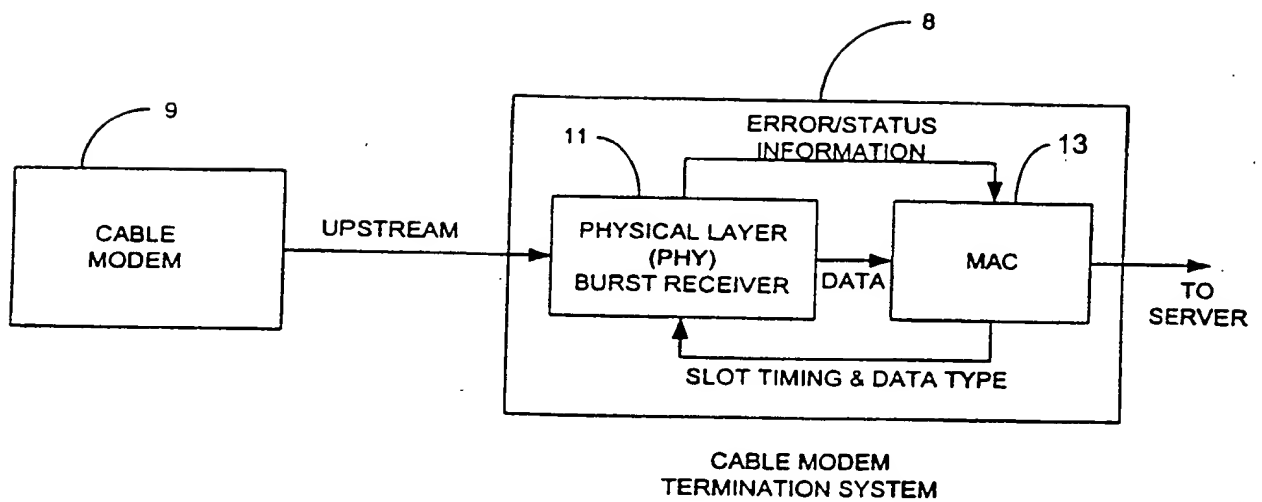 8
9
ERROR/STATUS
INFORMATION
11
13
CABLE
MODEM
UPSTREAM
PHYSICAL LAYER
(PHY)
BURST RECEIVER
DATA
MAC
TO
SERVER
SLOT TIMING & DATA TYPE
CABLE MODEM
TERMINATION SYSTEM